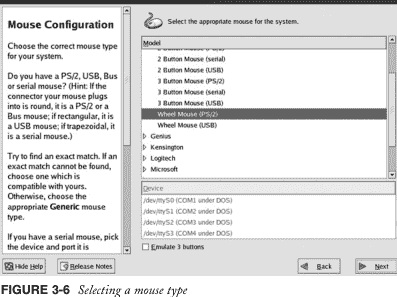 Mouse Configuration
Choose the correct mouse type
for your system.
Do you have a PS/2, USB, Bus
or serial mouse? (Hint: If the
connector your mouse plugs
into is round, it is a PS/2 or a
Bus mouse; if rectangular, it is
a USB mouse; if trapezoidal, it
is a serial mouse.)
Try to find an exact match. If an
exact match cannot be found,
choose one which is
compatible with yours.
Otherwise, choose the
appropriate Generic mouse
type.
If you have a serial mouse, pick
the device and port it is
Select the appropriate mouse for the system.
Model
2 Button Mouse (PS/2)
2 Button Mouse (serial)
2 Button Mouse (USB)
3 Button Mouse (PS/2)
3 Button Mouse (serial)
3 Button Mouse (USB)
Wheel Mouse (PS/2)
Wheel Mouse (USB)
Genius
Kensington
Logitech
Microsoft
Device
/dev/ttyS0 (COM1 under DOS)
/dev/ttyS1 (COM2 under DOS)
/dev/ttyS2 (COM3 under DOS)
/dev/ttyS3 (COM4 under DOS)
Emulate 3 buttons
Hide Help
Release Notes
Back
Next
FIGURE 3-6 Selecting a mouse type